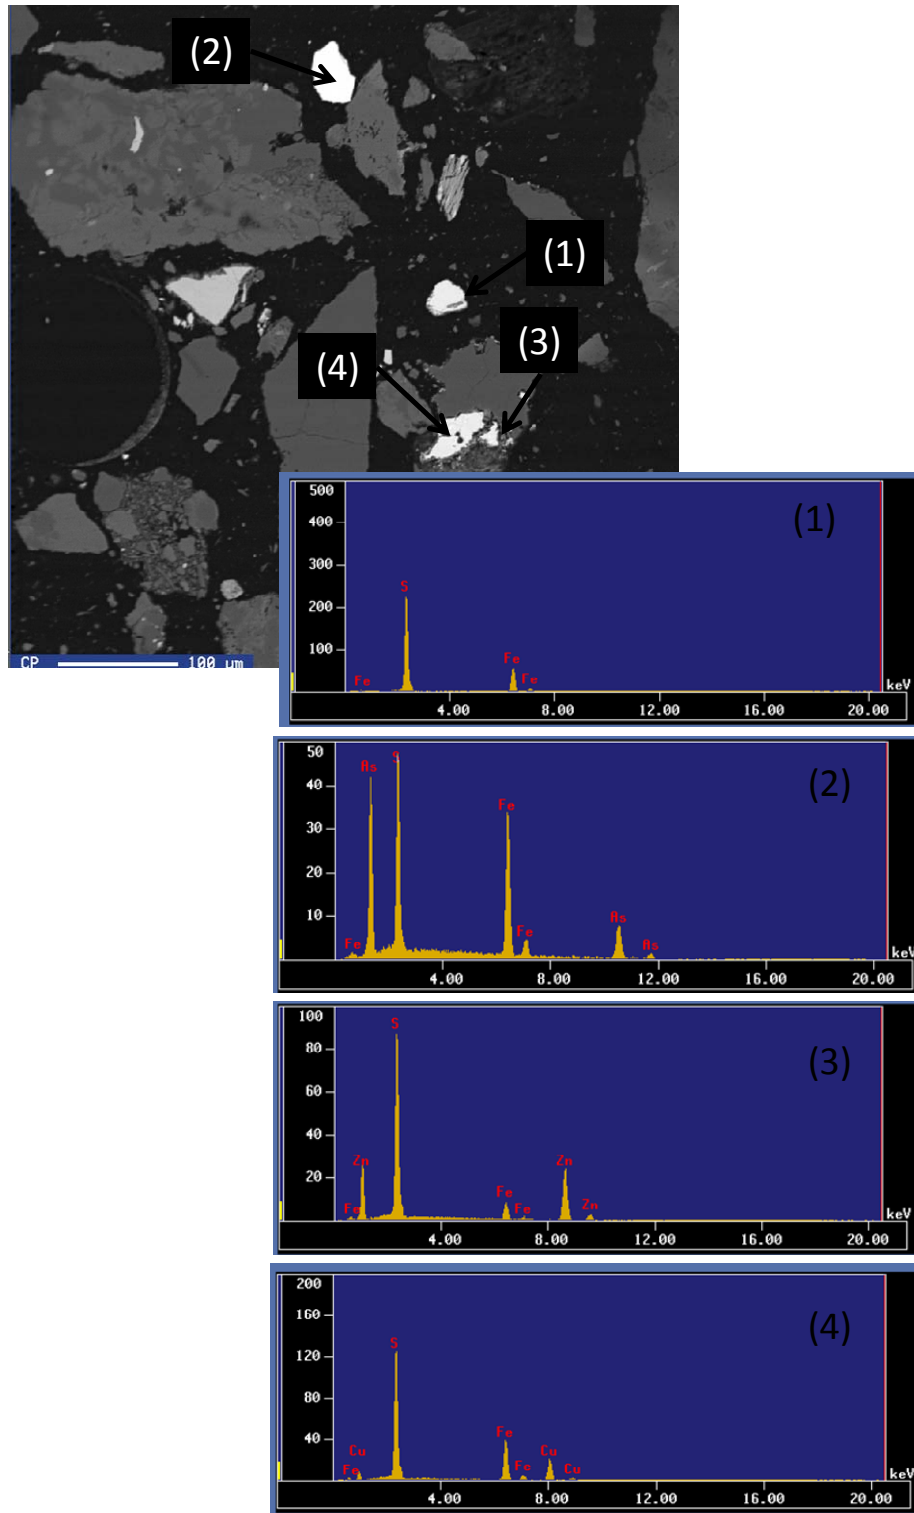 (2)
(1)
(3)
(4)
CP 100 µm
(1)
500
400
300
200
100
S
Fe
Fe
Fe
keV
4.00 8.00 12.00 16.00 20.00
(2)
50
40
30
20
10
As
S
Fe
Fe
Fe
As
As
keV
4.00 8.00 12.00 16.00 20.00
(3)
100
80
60
40
20
S
Zn
Zn
Fe
Fe
Fe
Zn
keV
4.00 8.00 12.00 16.00 20.00
(4)
200
160
120
80
40
S
Fe
Cu
Cu
Fe
Fe
Cu
keV
4.00 8.00 12.00 16.00 20.00